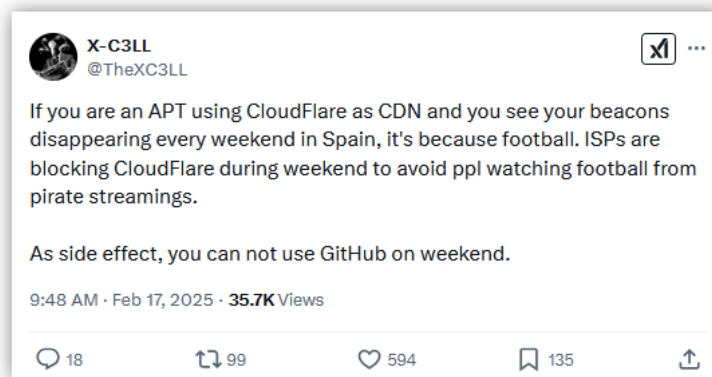 X-C3LL
@TheXC3LL
If you are an APT using CloudFlare as CDN and you see your beacons
disappearing every weekend in Spain, it's because football. ISPs are
blocking CloudFlare during weekend to avoid ppl watching football from
pirate streamings.
As side effect, you can not use GitHub on weekend.
9:48 AM · Feb 17, 2025 · 35.7K Views
18 99 594 135